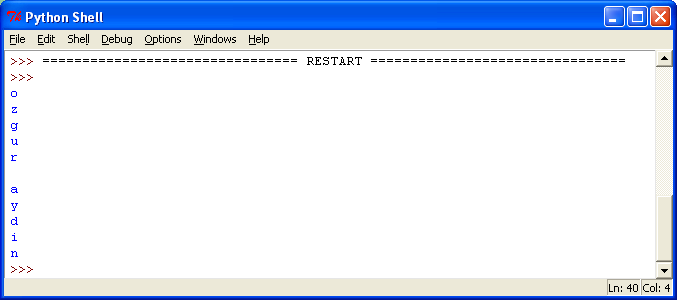 Python Shell
File Edit Shell Debug Options Windows Help
>>> ================================ RESTART ================================
>>>
o
z
g
u
r

a
y
d
i
n
>>>
Ln: 40 Col: 4